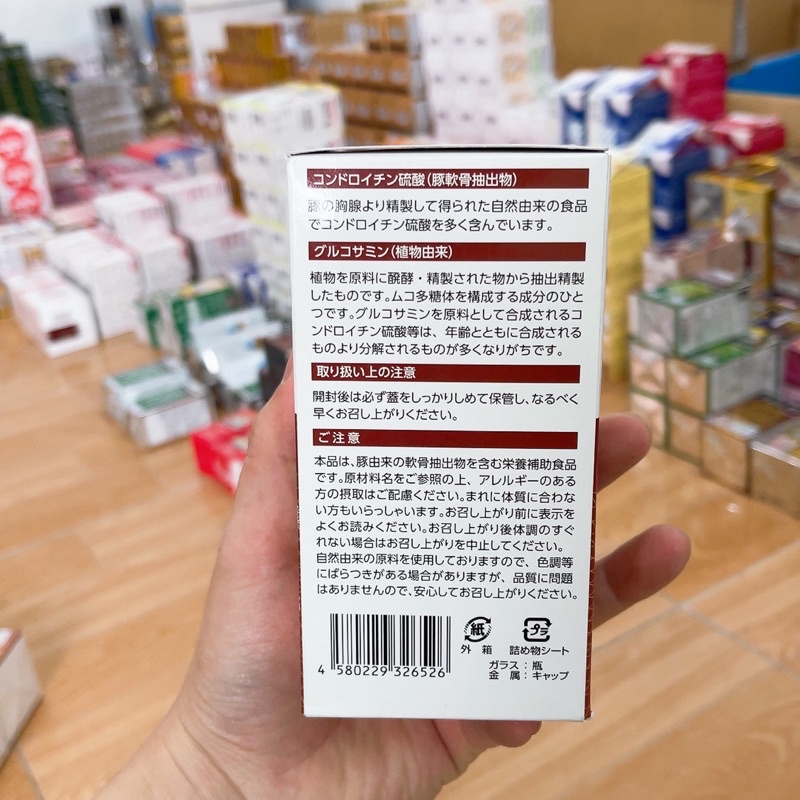 コンドロイチン硫酸(豚軟骨抽出物)
豚の胸腺より精製して得られた自然由来の食品
でコンドロイチン硫酸を多く含んでいます。
グルコサミン(植物由来)
植物を原料に醗酵・精製された物から抽出精製
したものです。ムコ多糖体を構成する成分のひと
つです。グルコサミンを原料として合成されるコ
ンドロイチン硫酸等は、年齢とともに合成される
ものより分解されるものが多くなりがちです。
取り扱い上の注意
開封後は必ず蓋をしっかりしめて保管し、なるべく
早くお召し上がりください。
ご注意
本品は、豚由来の軟骨抽出物を含む栄養補助食品
です。原材料名をご参照の上、アレルギーのある
方の摂取はご配慮ください。まれに体質に合わな
い方もいらっしゃいます。お召し上がり前に表示を
よくお読みください。お召し上がり後体調のすぐ
れない場合はお召し上がりを中止してください。
自然由来の原料を使用しておりますので、色調等
にばらつきがある場合がありますが、品質に問題
はありませんので、安心してお召し上がりください。
紙 プラ
外箱 詰め物シート
ガラス:瓶
金属:キャップ
4 580229 326526